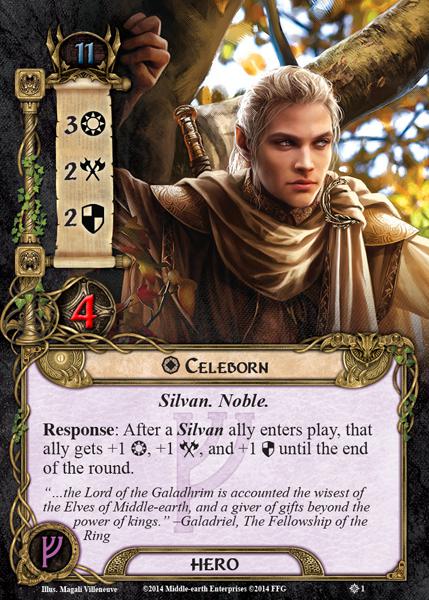 11
3
2
2
4
Celeborn
Silvan. Noble.
Response: After a Silvan ally enters play, that
ally gets +1 , +1 , and +1 until the end
of the round.
“…the Lord of the Galadhrim is accounted the wisest of
the Elves of Middle-earth, and a giver of gifts beyond the
power of kings.” –Galadriel, The Fellowship of the
Ring
HERO
Illus. Magali Villeneuve ©2014 Middle-earth Enterprises ©2014 FFG 1